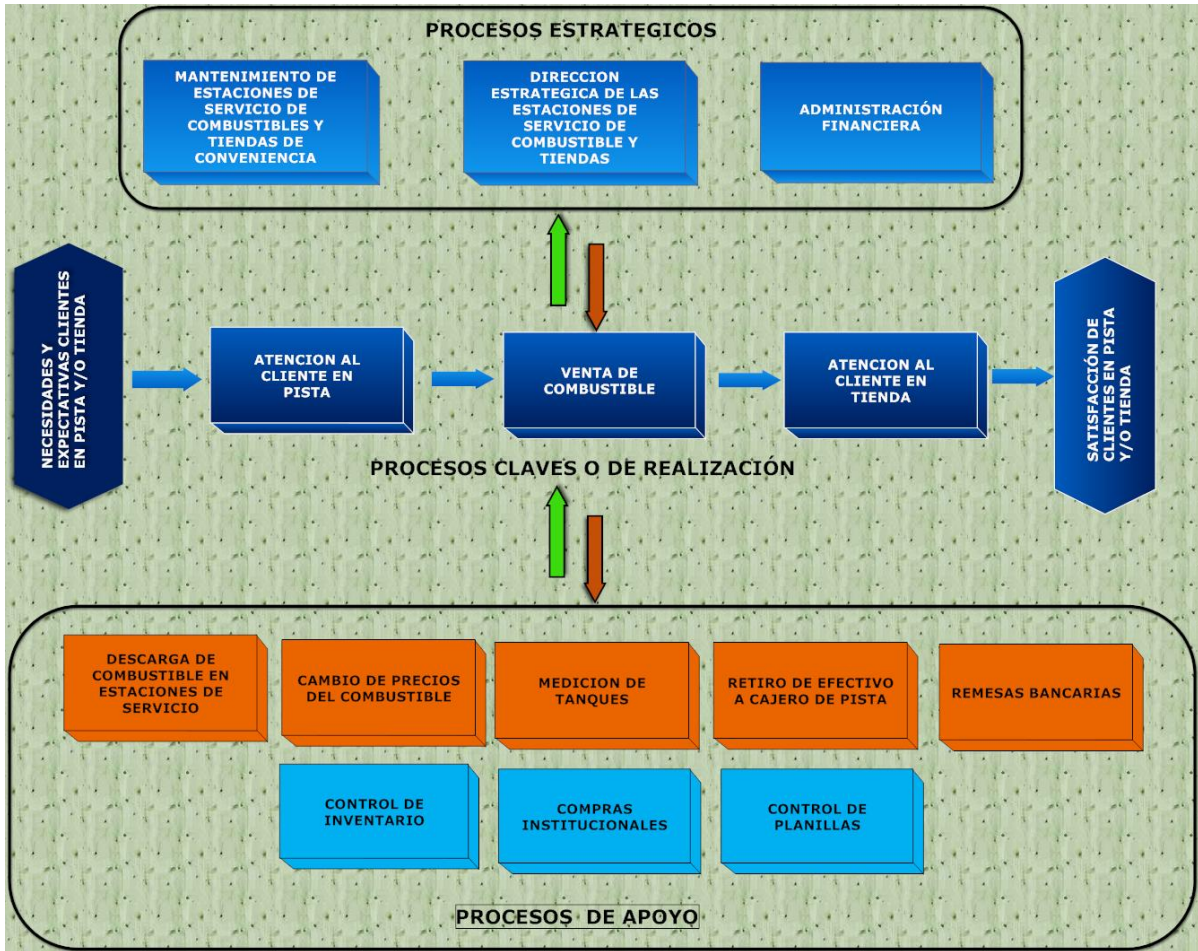 PROCESOS ESTRATEGICOS
MANTENIMIENTO DE
ESTACIONES DE
SERVICIO DE
COMBUSTIBLES Y
TIENDAS DE
CONVENIENCIA
DIRECCION
ESTRATEGICA DE LAS
ESTACIONES DE
SERVICIO DE
COMBUSTIBLE Y
TIENDAS
ADMINISTRACIÓN
FINANCIERA
NECESIDADES Y
EXPECTATIVAS CLIENTES
EN PISTA Y/O TIENDA
ATENCION AL
CLIENTE EN
PISTA
VENTA DE
COMBUSTIBLE
ATENCION AL
CLIENTE EN
TIENDA
SATISFACCIÓN DE
CLIENTES EN PISTA
Y/O TIENDA
PROCESOS CLAVES O DE REALIZACIÓN
DESCARGA DE
COMBUSTIBLE EN
ESTACIONES DE
SERVICIO
CAMBIO DE PRECIOS
DEL COMBUSTIBLE
MEDICION DE
TANQUES
RETIRO DE EFECTIVO
A CAJERO DE PISTA
REMESAS BANCARIAS
CONTROL DE
INVENTARIO
COMPRAS
INSTITUCIONALES
CONTROL DE
PLANILLAS
PROCESOS DE APOYO